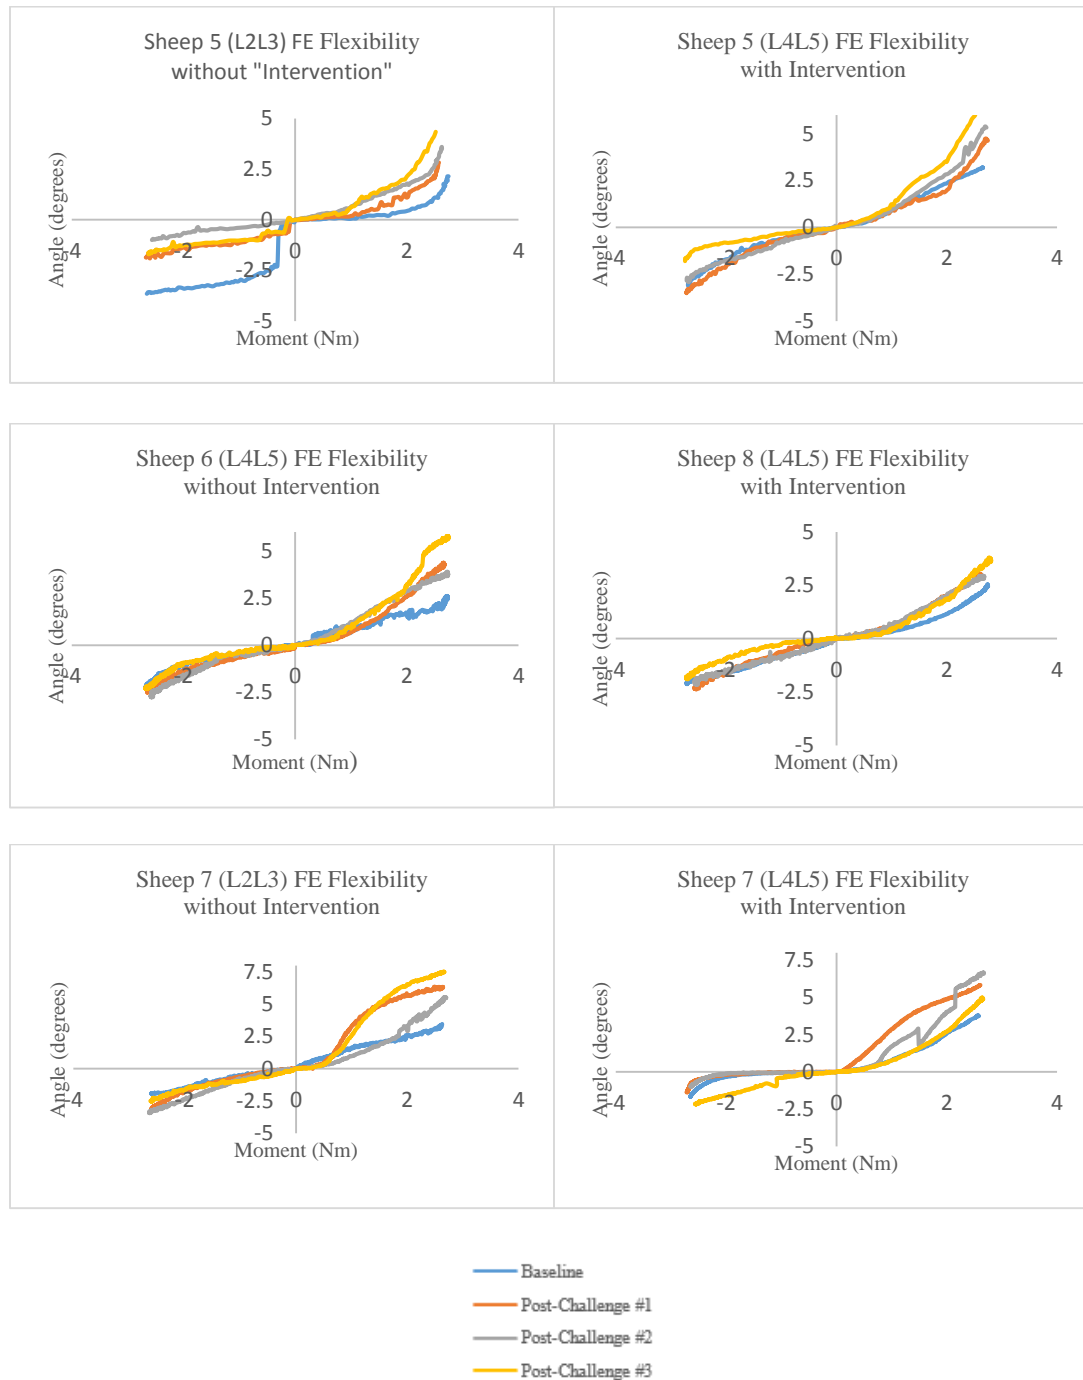 Sheep 5 (L2L3) FE Flexibility
without "Intervention"
5
2.5
0
-2.5
-5
-4
-2
0
2
4
Angle (degrees)
Moment (Nm)
Sheep 5 (L4L5) FE Flexibility
with Intervention
5
2.5
0
-2.5
-5
-4
-2
0
2
4
Angle (degrees)
Moment (Nm)
Sheep 6 (L4L5) FE Flexibility
without Intervention
5
2.5
0
-2.5
-5
-4
-2
0
2
4
Angle (degrees)
Moment (Nm)
Sheep 8 (L4L5) FE Flexibility
with Intervention
5
2.5
0
-2.5
-5
-4
-2
0
2
4
Angle (degrees)
Moment (Nm)
Sheep 7 (L2L3) FE Flexibility
without Intervention
7.5
5
2.5
0
-2.5
-5
-4
-2
0
2
4
Angle (degrees)
Moment (Nm)
Sheep 7 (L4L5) FE Flexibility
with Intervention
7.5
5
2.5
0
-2.5
-5
-4
-2
0
2
4
Angle (degrees)
Moment (Nm)
Baseline
Post-Challenge #1
Post-Challenge #2
Post-Challenge #3